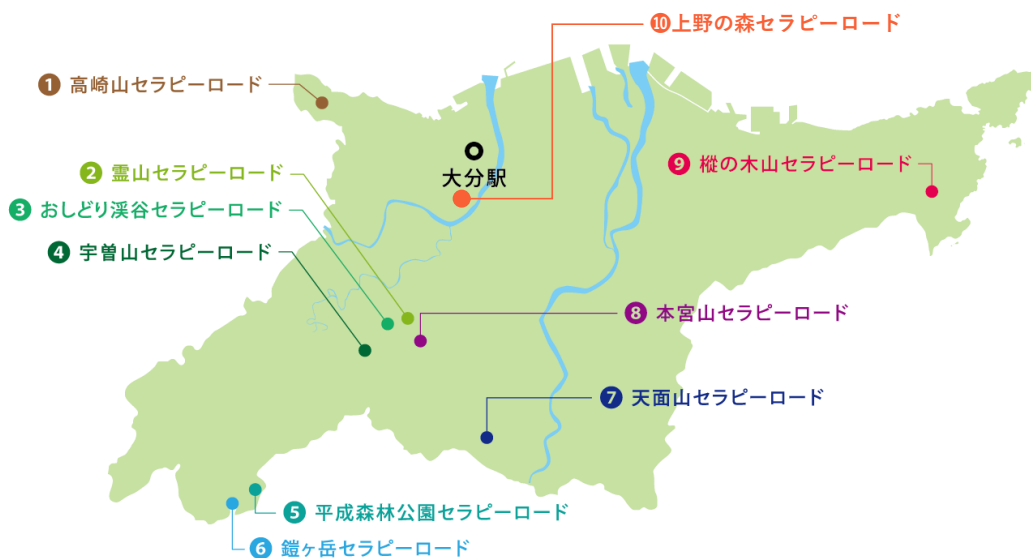 ❿上野の森セラピーロード
❶ 高崎山セラピーロード
大分駅
❷ 霊山セラピーロード
❸ おしどり渓谷セラピーロード
❹ 宇曽山セラピーロード
❾ 樅の木山セラピーロード
❽ 本宮山セラピーロード
❼ 天面山セラピーロード
❺ 平成森林公園セラピーロード
❻ 鎧ヶ岳セラピーロード